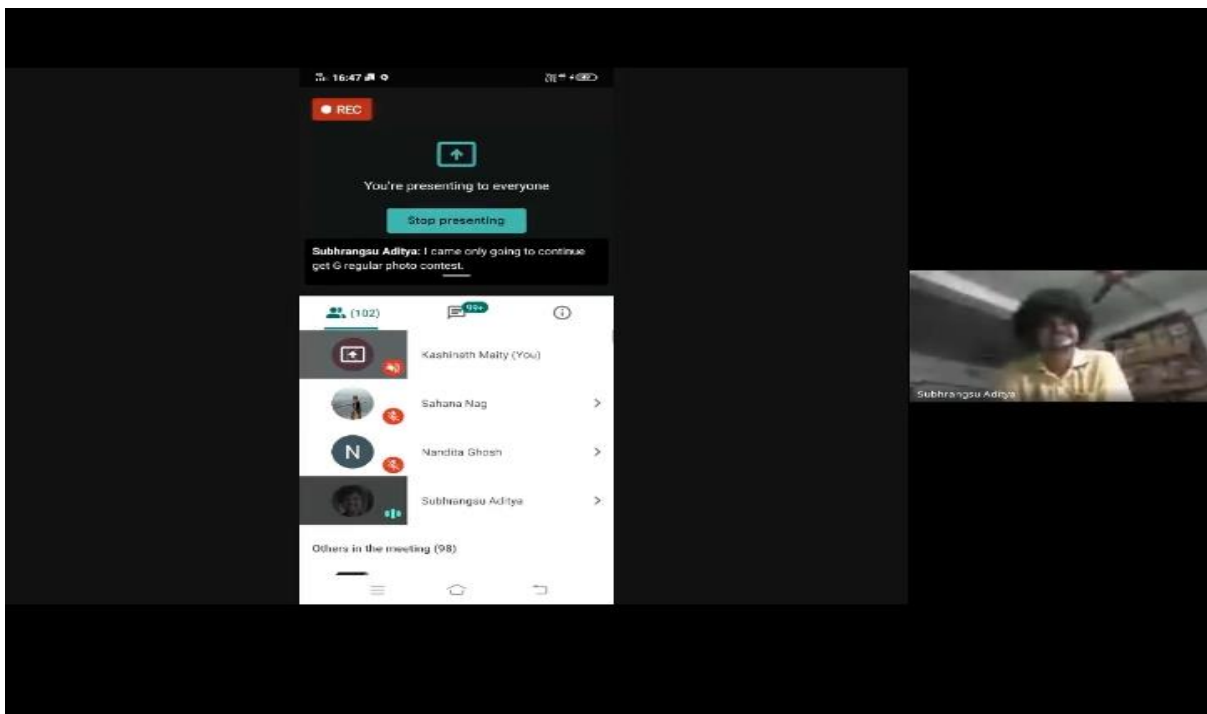 16:47
REC
You're presenting to everyone
Stop presenting
Subhrangsu Aditya: I came only going to continue
get G regular photo contest.
(102)
99+
Kashinath Maity (You)
Sahana Nag
N
Nandita Ghosh
Subhrangsu Aditya
Others in the meeting (98)
Subhrangsu Aditya